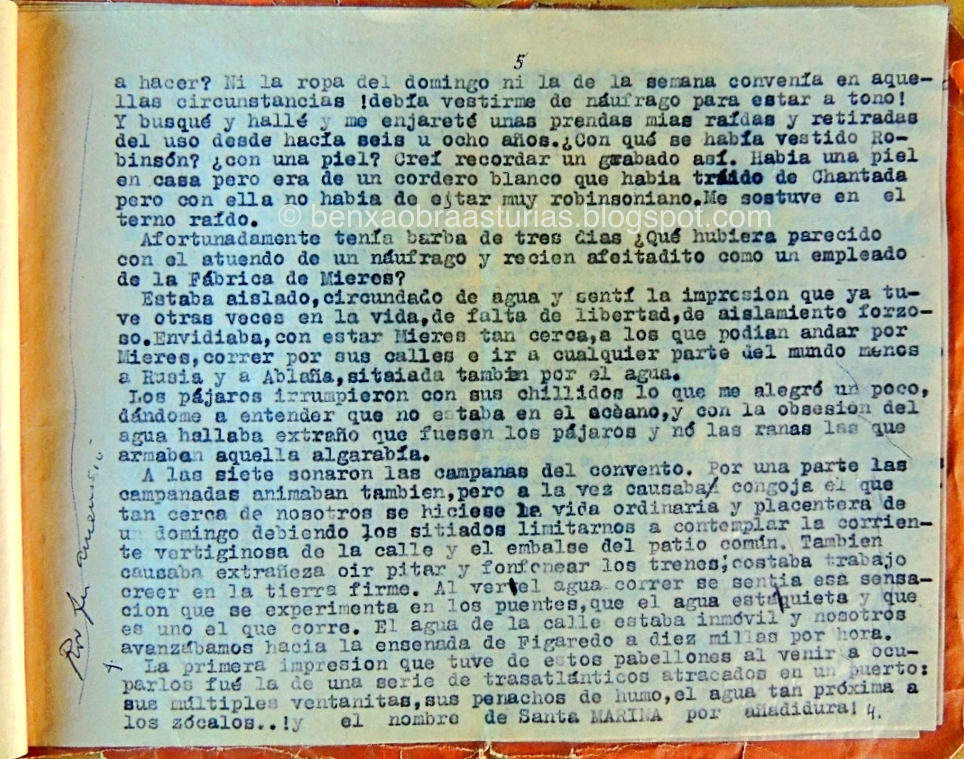 5
a hacer? Ni la ropa del domingo ni la de la semana convenía en aque-
llas circunstancias !debía vestirme de náufrago para estar a tono!
Y busqué y hallé y me enjareté unas prendas mias raídas y retiradas
del uso desde hacía seis u ocho años.¿Con qué se había vestido Ro-
binsón? ¿con una piel? Creí recordar un grabado así. Habia una piel
en casa pero era de un cordero blanco que habia traido de Chantada
pero con ella no habia de estar muy robinsoniano.Me sostuve en el
© benxaobraasturias.blogspot.com
terno raído.
Afortunadamente tenía barba de tres dias ¿Qué hubiera parecido
con el atuendo de un náufrago y recien afeitadito como un empleado
de la Fábrica de Mieres?
Estaba aislado,circundado de agua y sentí la impresion que ya tu-
ve otras veces en la vida,de falta de libertad,de aislamiento forzo-
so.Envidiaba,con estar Mieres tan cerca,a los que podian andar por
Mieres,correr por sus calles e ir a cualquier parte del mundo menos
a Rusia y a Ablaña,sitaiada tambin por el agua.
Los pájaros irrumpieron con sus chillidos lo que me alegró un poco,
dándome a entender que no estaba en el océano,y con la obsesión del
agua hallaba extraño que fuesen los pájaros y nó las ranas las que
armaban aquella algarabía.
A las siete sonaron las campanas del convento. Por una parte las
campanadas animaban tambien,pero a la vez causaba congoja el que
tan cerca de nosotros se hiciese la vida ordinaria y placentera de
un domingo debiendo los sitiados limitarnos a contemplar la corrien-
te vertiginosa de la calle y el embalse del patio común. Tambien
causaba extrañeza oir pitar y fonfonear los trenes;costaba trabajo
creer en la tierra firme. Al ver el agua correr se sentia esa sensa-
cion que se experimenta en los puentes,que el agua está quieta y que
es uno el que corre. El agua de la calle estaba inmóvil y nosotros
avanzábamos hacia la ensenada de Figaredo a diez millas por hora.
La primera impresion que tuve de estos pabellones al venir a ocu-
parlos fué la de una serie de trasatlánticos atracados en un puerto:
sus múltiples ventanitas,sus penachos de humo,el agua tan próxima a
los zócalos..!y el nombre de Santa MARINA por añadidura! 4.